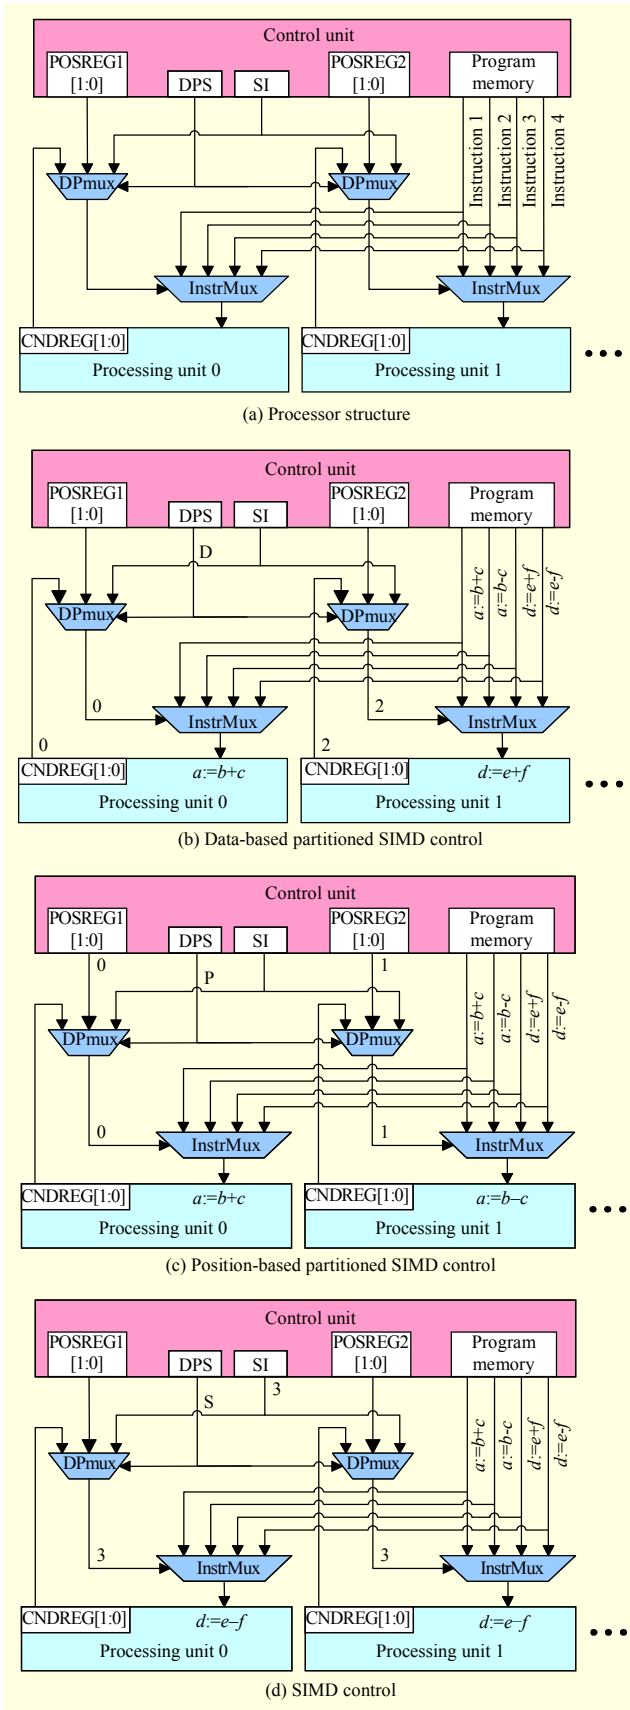 Control unit
POSREG1 POSREG2 Program
[1:0] DPS SI [1:0] memory
Instruction 1
Instruction 2
Instruction 3
Instruction 4
DPmux DPmux
InstrMux InstrMux
CNDREG[1:0] CNDREG[1:0]
Processing unit 0 Processing unit 1
(a) Processor structure
Control unit
POSREG1 POSREG2 Program
[1:0] DPS SI [1:0] memory
D
a:=b+c
a:=b-c
d:=e+f
d:=e-f
DPmux DPmux
0 2
InstrMux InstrMux
0 2
CNDREG[1:0] a:=b+c CNDREG[1:0] d:=e+f
Processing unit 0 Processing unit 1
(b) Data-based partitioned SIMD control
Control unit
POSREG1 POSREG2 Program
[1:0] DPS SI [1:0] memory
0 P 1
a:=b+c
a:=b-c
d:=e+f
d:=e-f
DPmux DPmux
0 1
InstrMux InstrMux
CNDREG[1:0] a:=b+c CNDREG[1:0] a:=b–c
Processing unit 0 Processing unit 1
(c) Position-based partitioned SIMD control
Control unit
POSREG1 POSREG2 Program
[1:0] DPS SI [1:0] memory
S 3
a:=b+c
a:=b-c
d:=e+f
d:=e-f
DPmux DPmux
3 3
InstrMux InstrMux
CNDREG[1:0] d:=e–f CNDREG[1:0] d:=e–f
Processing unit 0 Processing unit 1
(d) SIMD control